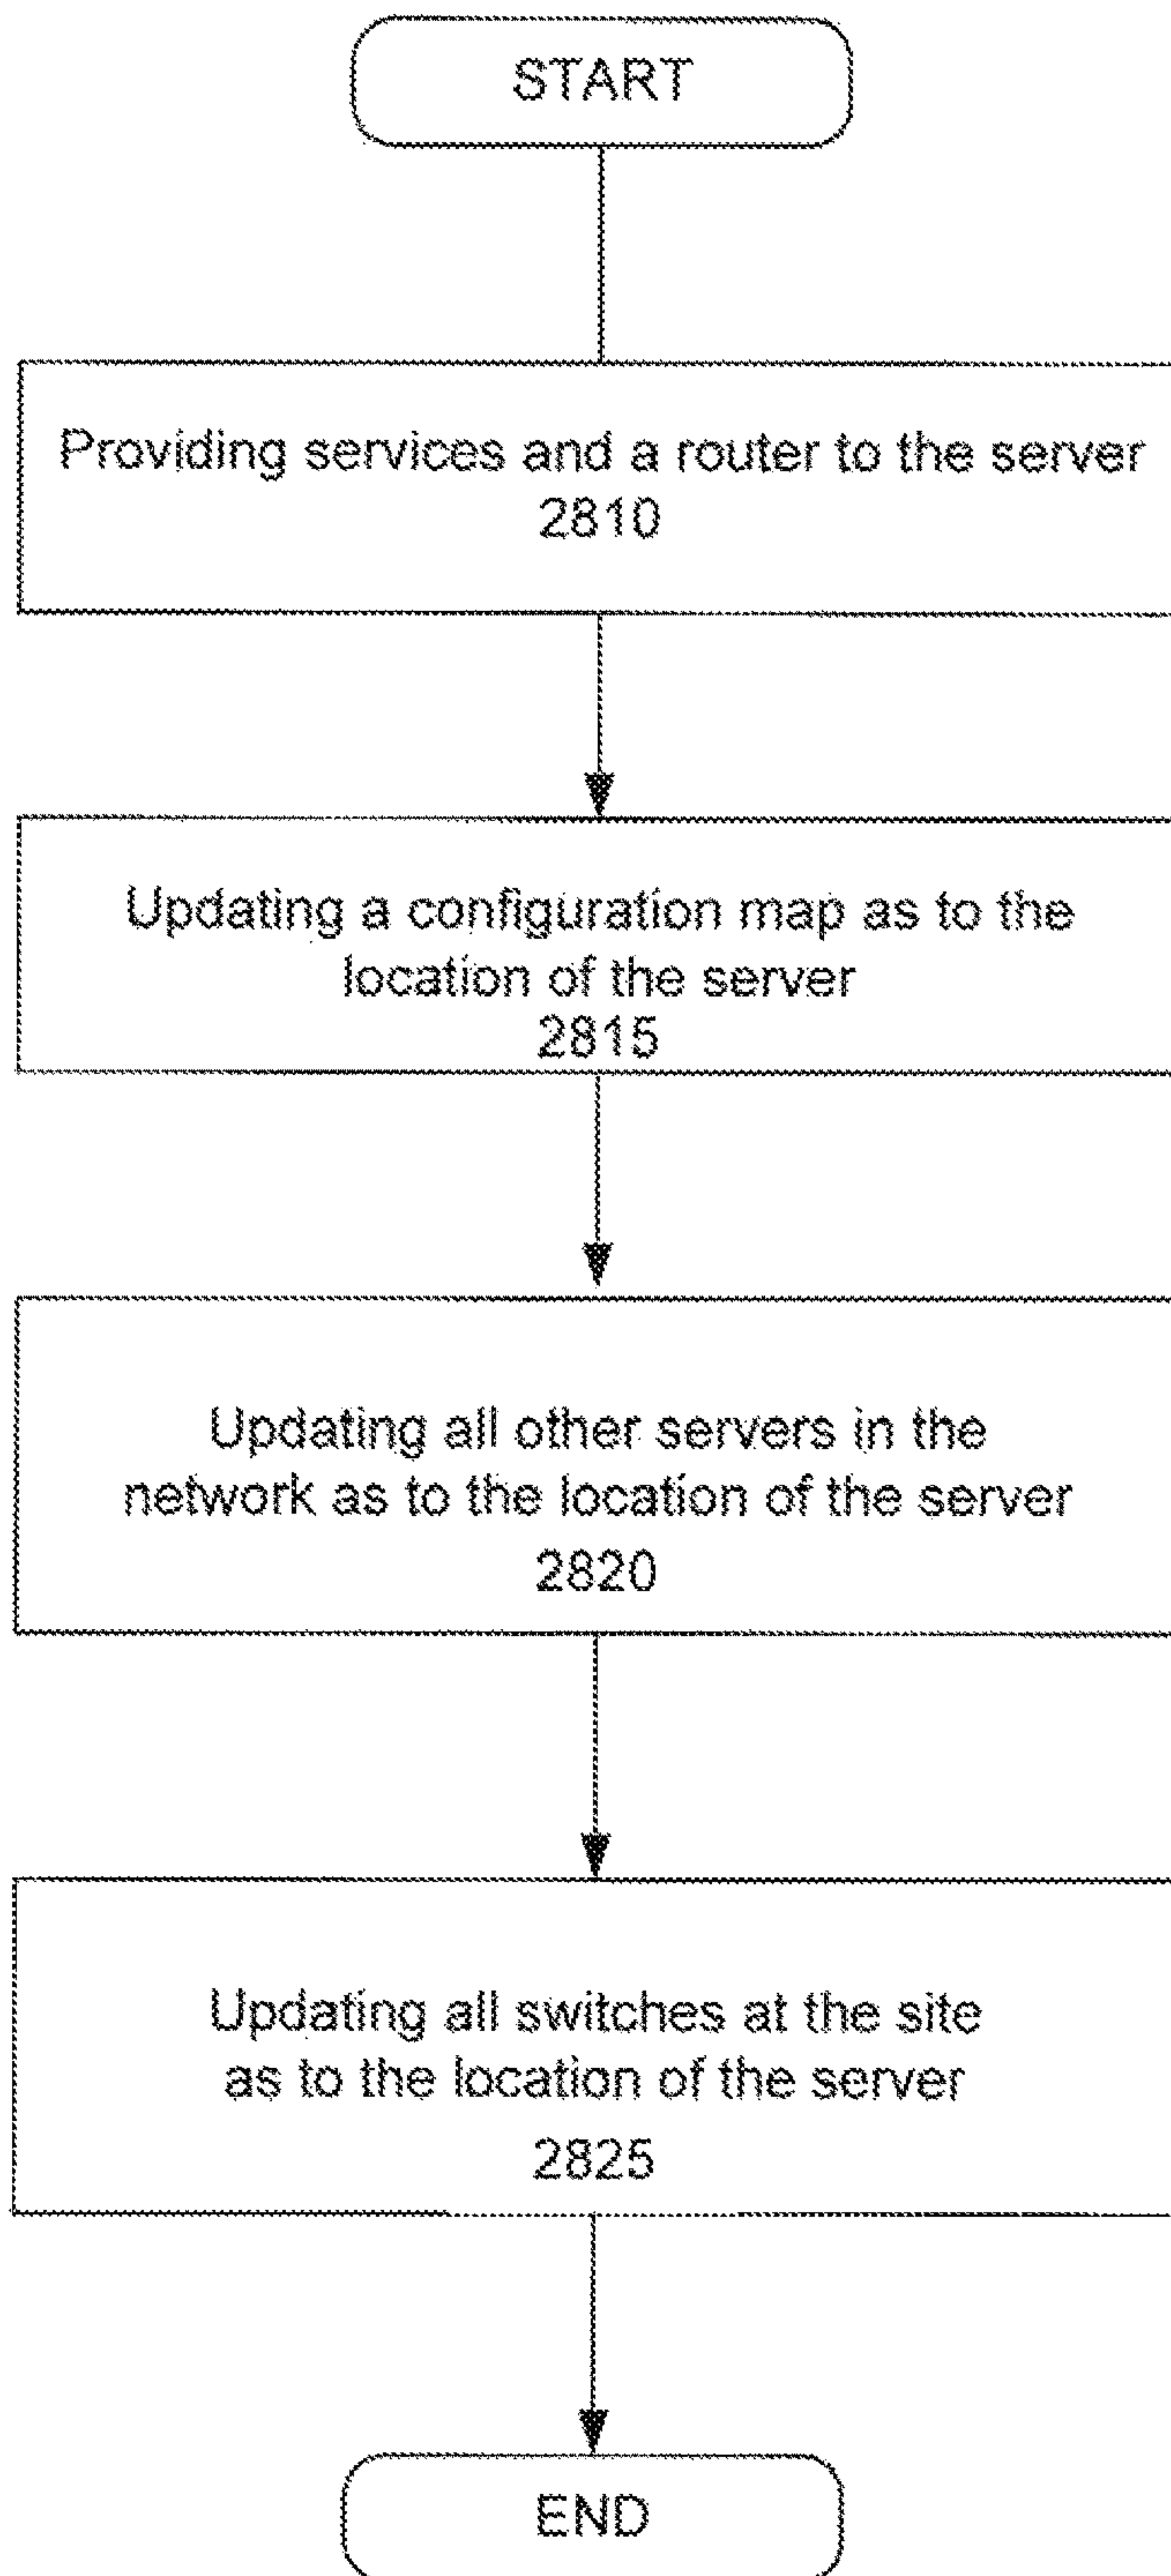 START
Providing services and a router to the server
2810
Updating a configuration map as to the
location of the server
2815
Updating all other servers in the
network as to the location of the server
2820
Updating all switches at the site
as to the location of the server
2825
END